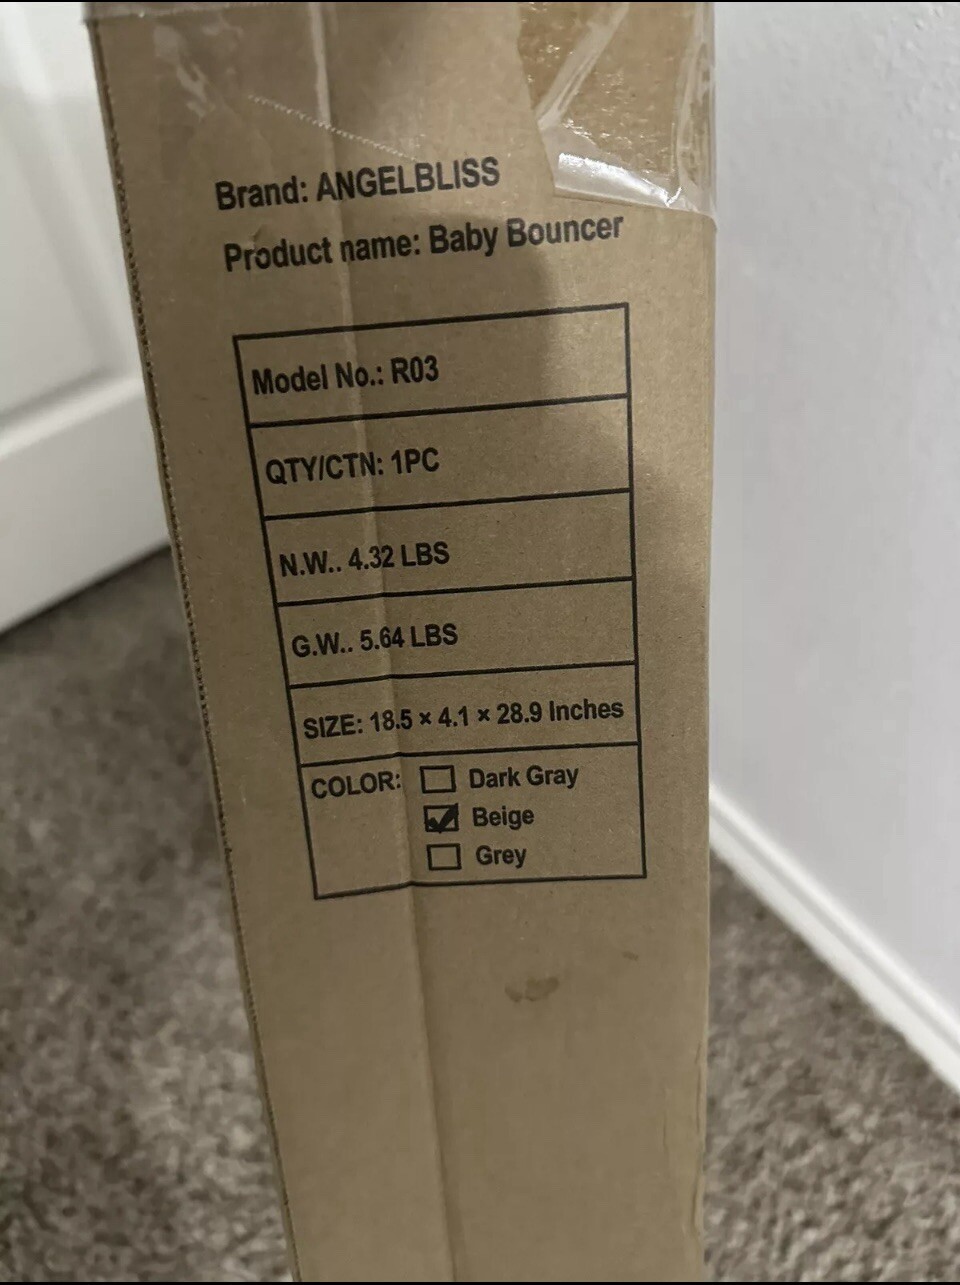 Brand: ANGELBLISS
Product name: Baby Bouncer
Model No.: R03
QTY/CTN: 1PC
N.W.. 4.32 LBS
G.W.. 5.64 LBS
SIZE: 18.5 × 4.1 × 28.9 Inches
COLOR: ☐ Dark Gray
☑ Beige
☐ Grey